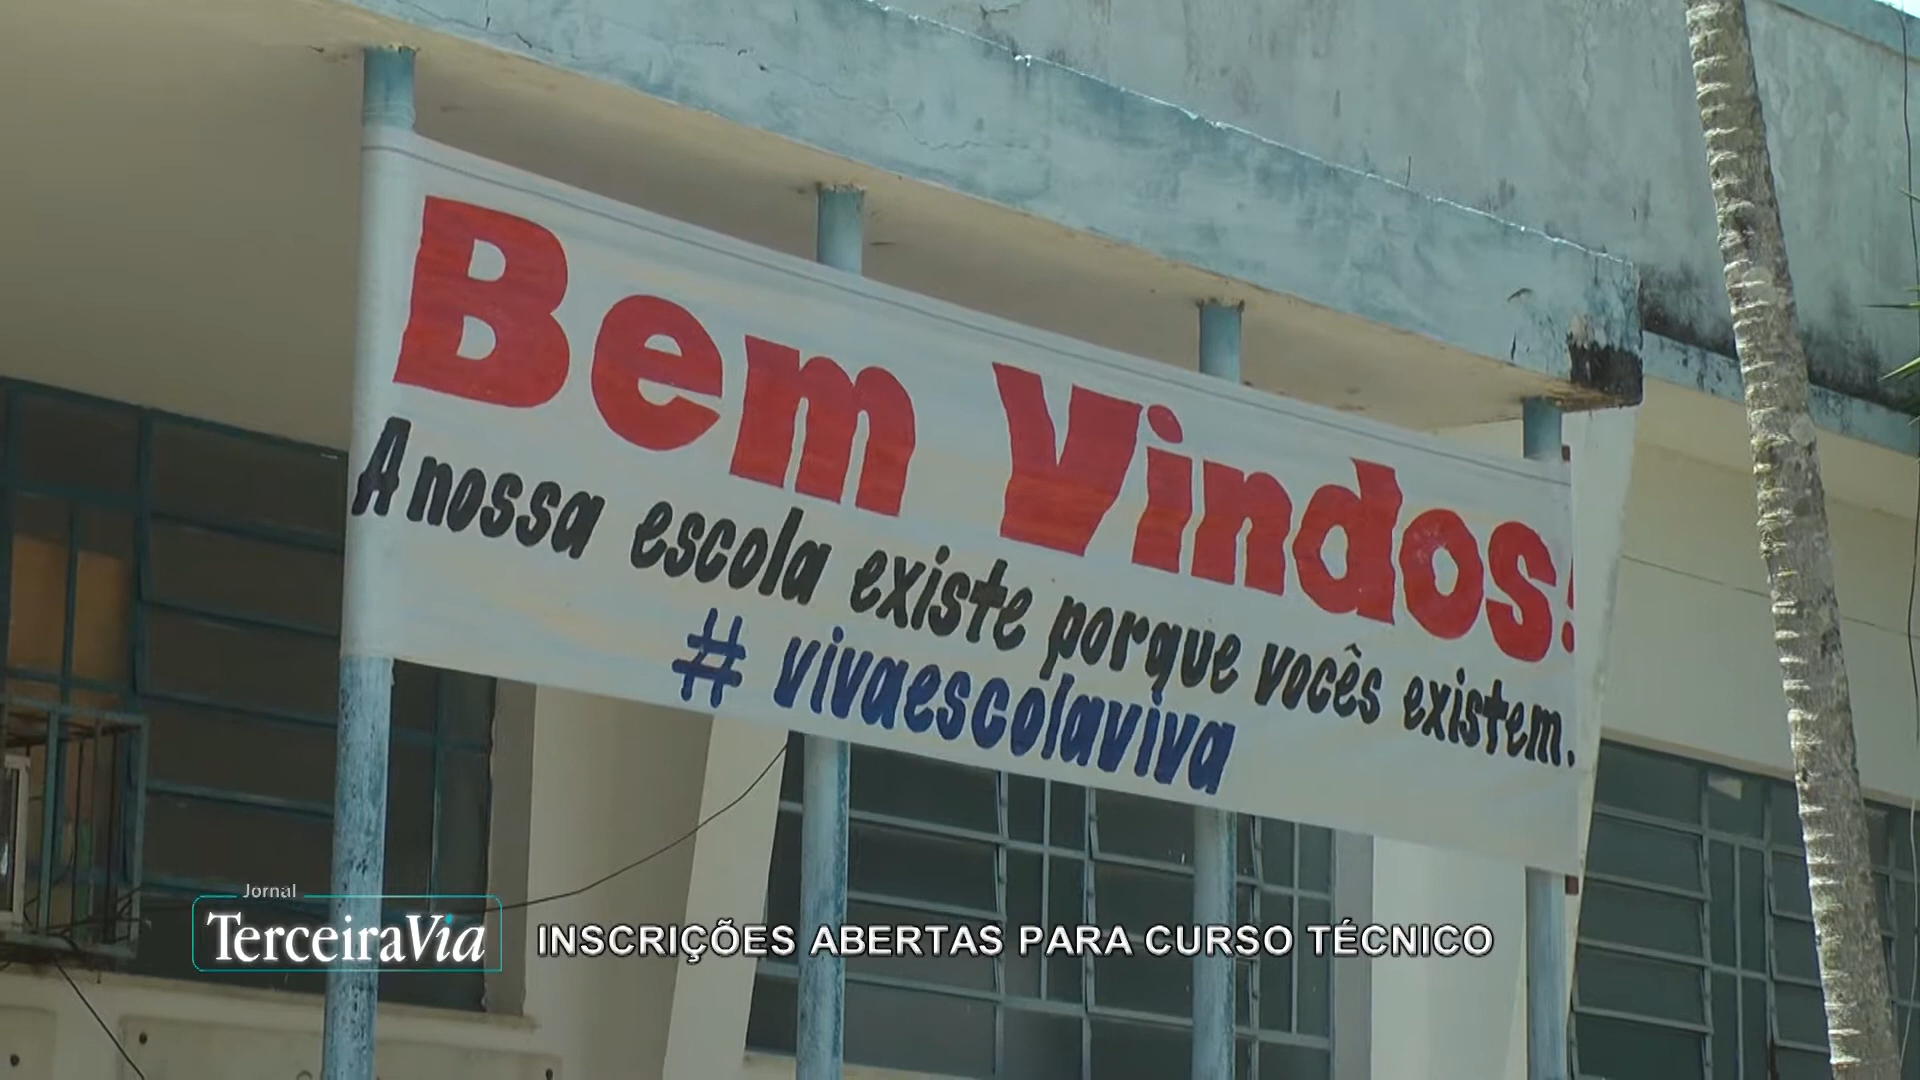 Bem Vindos!
A nossa escola existe porque vocês existem.
# vivaescolaviva
Jornal
TerceiraVia
INSCRIÇÕES ABERTAS PARA CURSO TÉCNICO